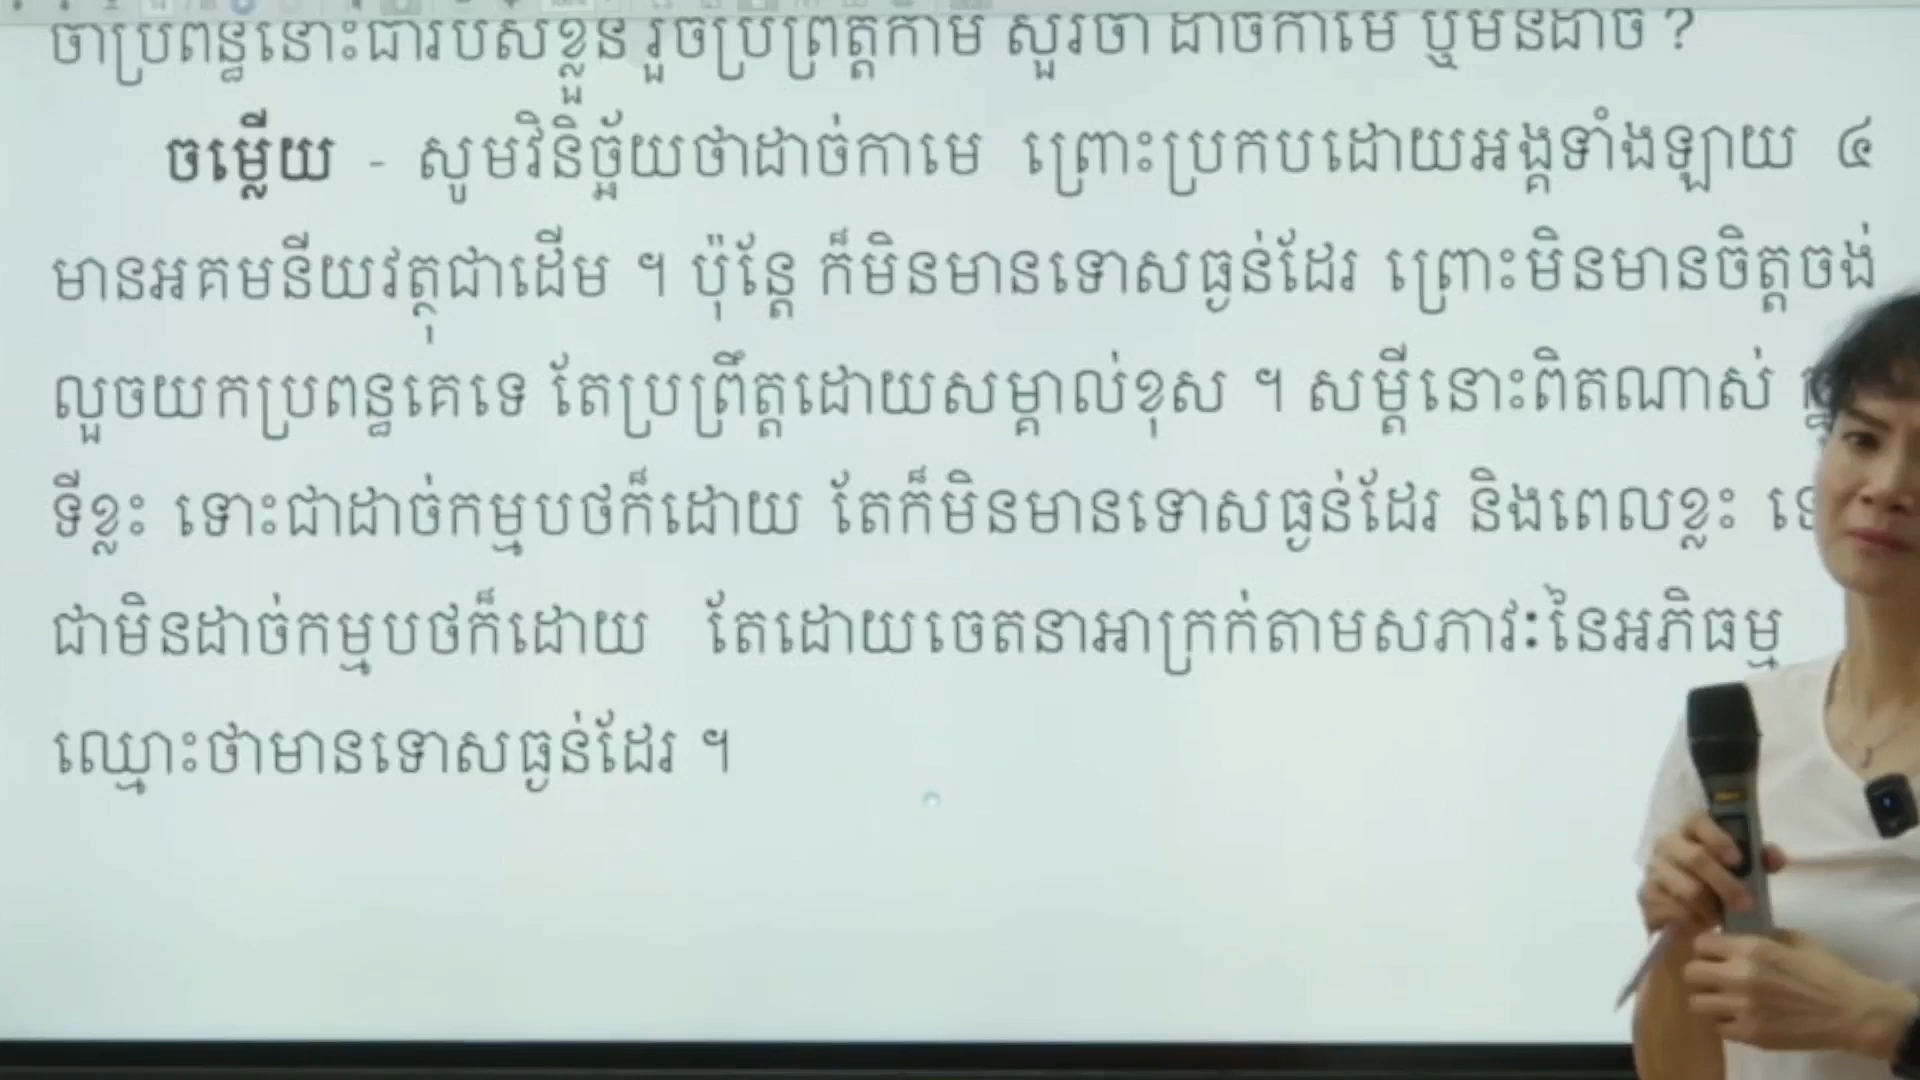 ថាប្រពន្ធនោះជារបស់ខ្លួន រួចប្រព្រឹត្តកាម សួរថា ដាច់កាមេ ឬមិនដាច់ ?
ចម្លើយ - សូមវិនិច្ឆ័យថាដាច់កាមេ ព្រោះប្រកបដោយអង្គទាំងឡាយ ៤
មានអគមនីយវត្ថុជាដើម ។ ប៉ុន្តែ ក៏មិនមានទោសធ្ងន់ដែរ ព្រោះមិនមានចិត្តចង់
លួចយកប្រពន្ធគេទេ តែប្រព្រឹត្តដោយសម្គាល់ខុស ។ សម្តីនោះពិតណាស់
ទីខ្លះ ទោះជាដាច់កម្មបថក៏ដោយ តែក៏មិនមានទោសធ្ងន់ដែរ និងពេលខ្លះ
ជាមិនដាច់កម្មបថក៏ដោយ តែដោយចេតនាអាក្រក់តាមសភាវៈនៃអភិធម្ម
ឈ្មោះថាមានទោសធ្ងន់ដែរ ។